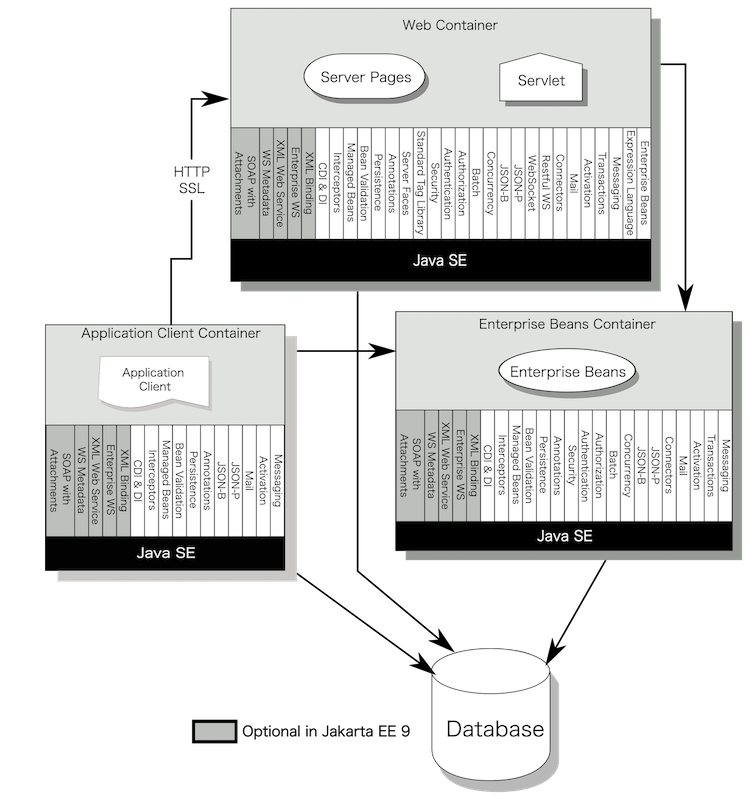 Web Container
Server Pages
Servlet
SOAP with
Attachments
WS Metadata
XML Web Service
Enterprise WS
XML Binding
CDI & DI
Interceptors
Managed Beans
Bean Validation
Persistence
Annotations
Server Faces
Standard Tag Library
Security
Authentication
Authorization
Batch
Concurrency
JSON-B
JSON-P
WebSocket
Restful WS
Connectors
Mail
Activation
Transactions
Messaging
Expression Language
Enterprise Beans
Java SE
HTTP
SSL
Application Client Container
Application
Client
SOAP with
Attachments
WS Metadata
XML Web Service
Enterprise WS
XML Binding
CDI & DI
Interceptors
Managed Beans
Bean Validation
Persistence
Annotations
JSON-B
JSON-P
Mail
Activation
Messaging
Java SE
Enterprise Beans Container
Enterprise Beans
SOAP with
Attachments
WS Metadata
XML Web Service
Enterprise WS
XML Binding
CDI & DI
Interceptors
Managed Beans
Bean Validation
Persistence
Annotations
Security
Authentication
Authorization
Batch
Concurrency
JSON-B
JSON-P
Connectors
Mail
Activation
Transactions
Messaging
Java SE
Database
Optional in Jakarta EE 9